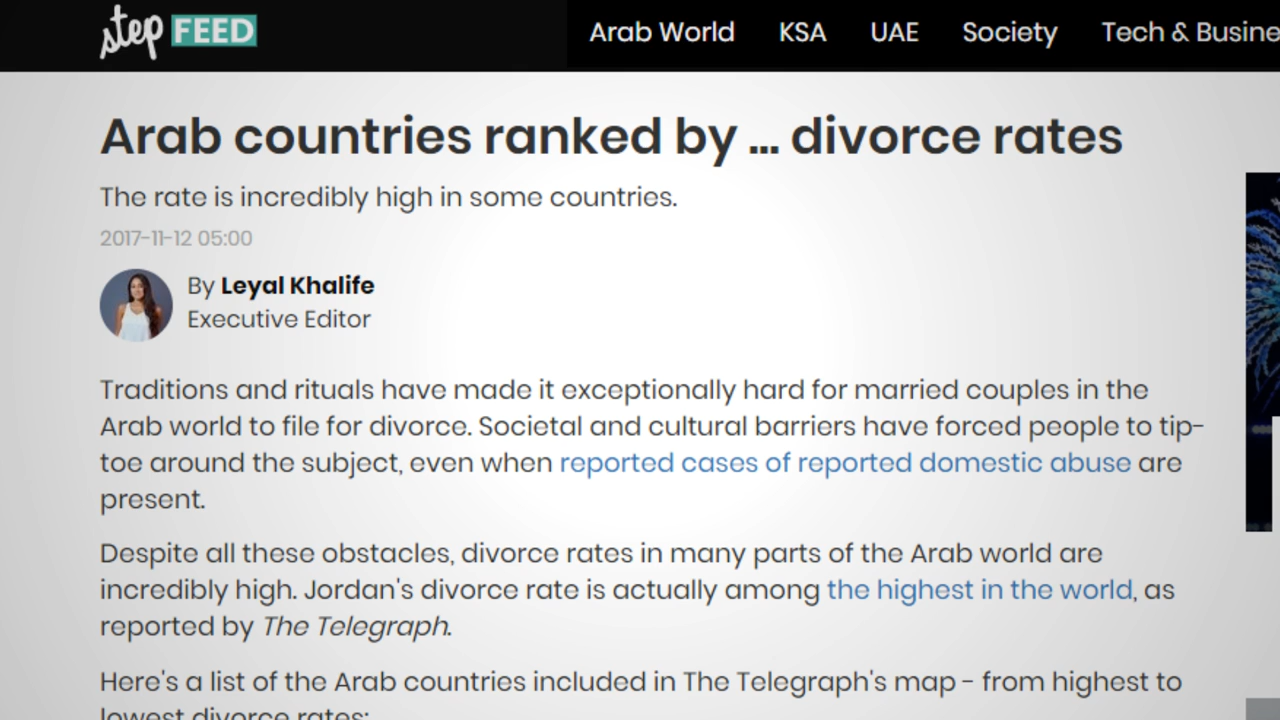 step FEED
Arab World KSA UAE Society Tech & Busine
Arab countries ranked by ... divorce rates
The rate is incredibly high in some countries.
2017-11-12 05:00
By Leyal Khalife
Executive Editor
Traditions and rituals have made it exceptionally hard for married couples in the
Arab world to file for divorce. Societal and cultural barriers have forced people to tip-
toe around the subject, even when reported cases of reported domestic abuse are
present.
Despite all these obstacles, divorce rates in many parts of the Arab world are
incredibly high. Jordan's divorce rate is actually among the highest in the world, as
reported by The Telegraph.
Here's a list of the Arab countries included in The Telegraph's map - from highest to
lowest divorce rates: